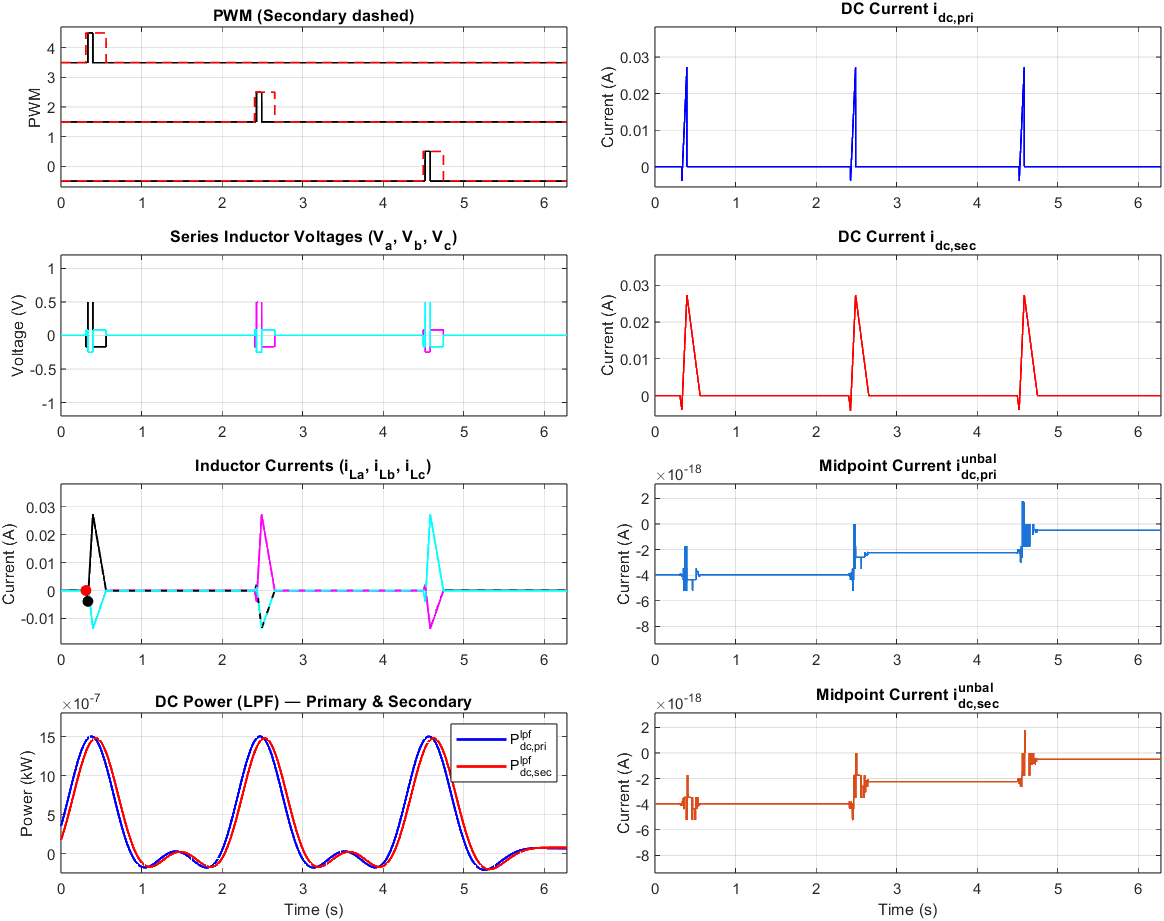 PWM (Secondary dashed)
PWM
4
3
2
1
0
0 1 2 3 4 5 6
DC Current i_dc,pri
Current (A)
0.03
0.02
0.01
0
0 1 2 3 4 5 6
Series Inductor Voltages (V_a, V_b, V_c)
Voltage (V)
1
0.5
0
-0.5
-1
0 1 2 3 4 5 6
DC Current i_dc,sec
Current (A)
0.03
0.02
0.01
0
0 1 2 3 4 5 6
Inductor Currents (i_La, i_Lb, i_Lc)
Current (A)
0.03
0.02
0.01
0
-0.01
0 1 2 3 4 5 6
Midpoint Current i_dc,pri^unbal
×10^-18
Current (A)
2
0
-2
-4
-6
-8
0 1 2 3 4 5 6
DC Power (LPF) — Primary & Secondary
×10^-7
Power (kW)
15
10
5
0
P_dc,pri^lpf
P_dc,sec^lpf
0 1 2 3 4 5 6
Time (s)
Midpoint Current i_dc,sec^unbal
×10^-18
Current (A)
2
0
-2
-4
-6
-8
0 1 2 3 4 5 6
Time (s)